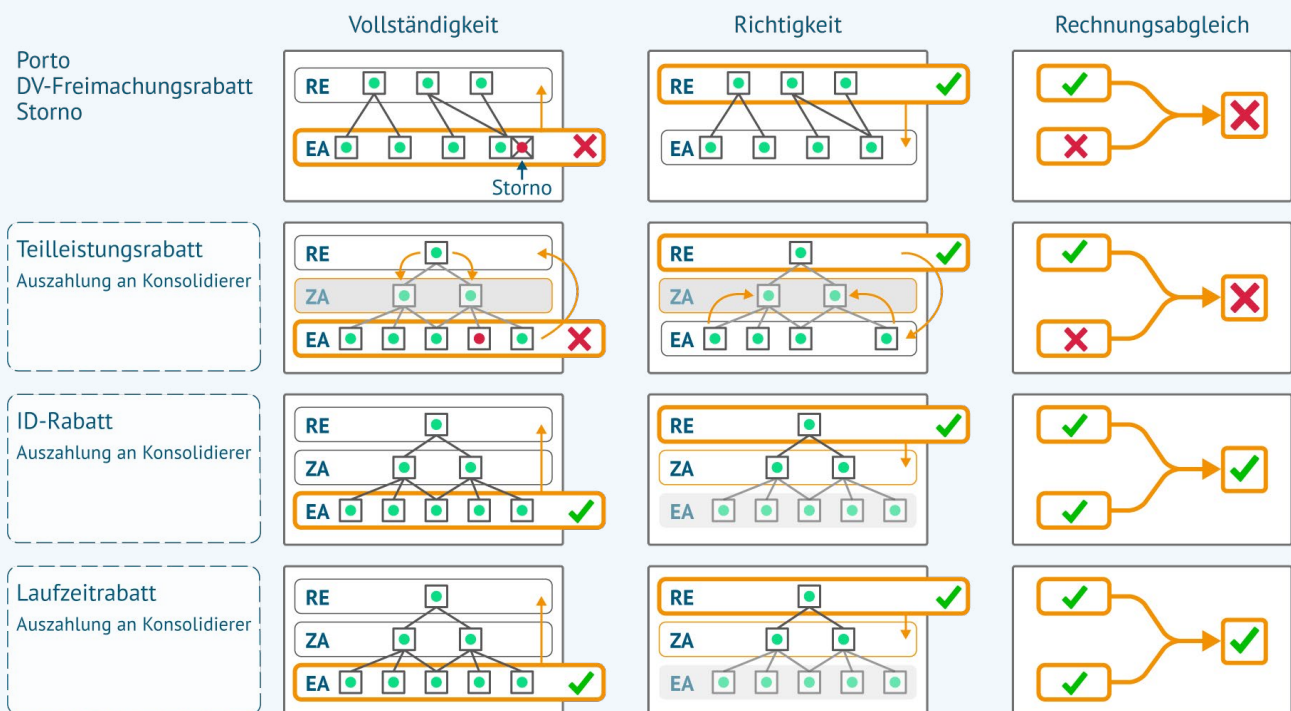 Vollständigkeit
Richtigkeit
Rechnungsabgleich
Porto
DV-Freimachungsrabatt
Storno
RE
EA
Storno
RE
EA
Teilleistungsrabatt
Auszahlung an Konsolidierer
RE
ZA
EA
RE
ZA
EA
ID-Rabatt
Auszahlung an Konsolidierer
RE
ZA
EA
RE
ZA
EA
Laufzeitrabatt
Auszahlung an Konsolidierer
RE
ZA
EA
RE
ZA
EA